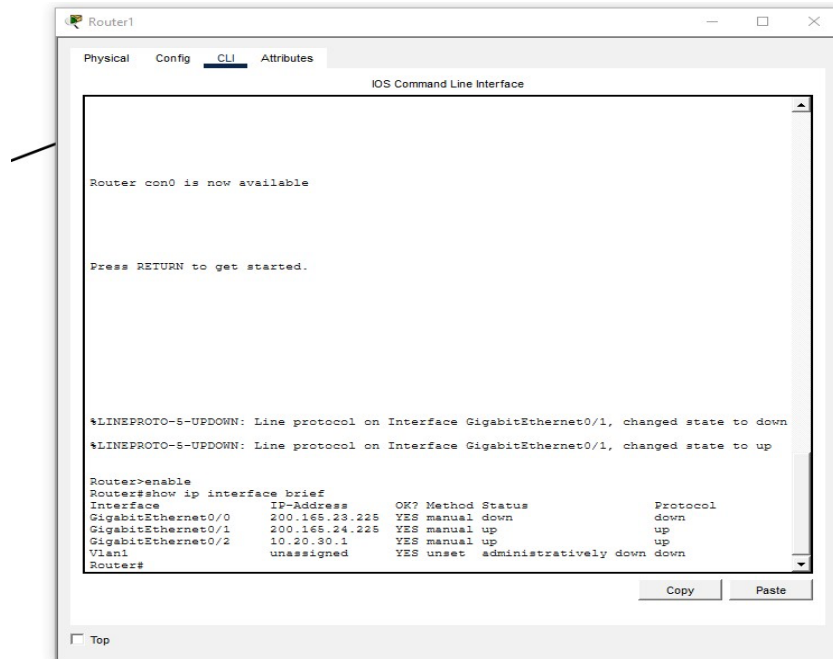 Router1
Physical Config CLI Attributes
IOS Command Line Interface
Router con0 is now available
Press RETURN to get started.
%LINEPROTO-5-UPDOWN: Line protocol on Interface GigabitEthernet0/1, changed state to down
%LINEPROTO-5-UPDOWN: Line protocol on Interface GigabitEthernet0/1, changed state to up
Router>enable
Router#show ip interface brief
Interface IP-Address OK? Method Status Protocol
GigabitEthernet0/0 200.165.23.225 YES manual down down
GigabitEthernet0/1 200.165.24.225 YES manual up up
GigabitEthernet0/2 10.20.30.1 YES manual up up
Vlan1 unassigned YES unset administratively down down
Router#
Copy Paste
Top